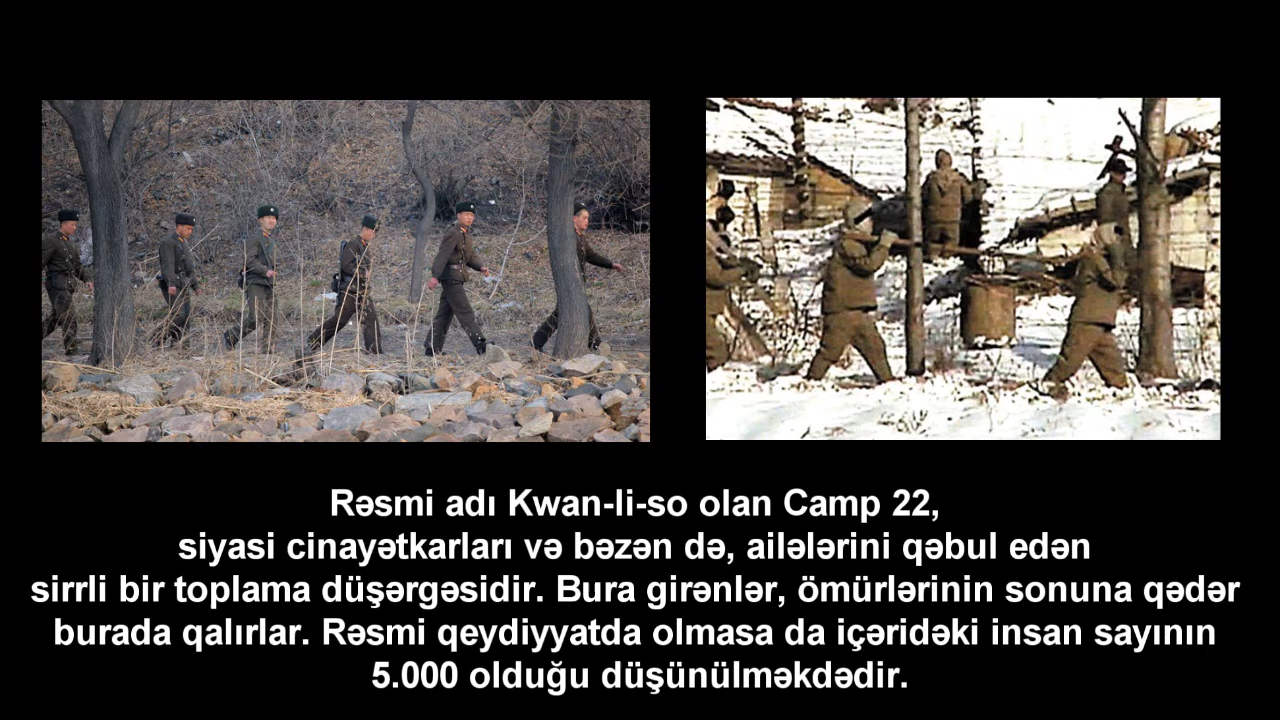 Rəsmi adı Kwan-li-so olan Camp 22,
siyasi cinayətkarları və bəzən də, ailələrini qəbul edən
sirrli bir toplama düşərgəsidir. Bura girənlər, ömürlərinin sonuna qədər
burada qalırlar. Rəsmi qeydiyyatda olmasa da içəridəki insan sayının
5.000 olduğu düşünülməkdədir.